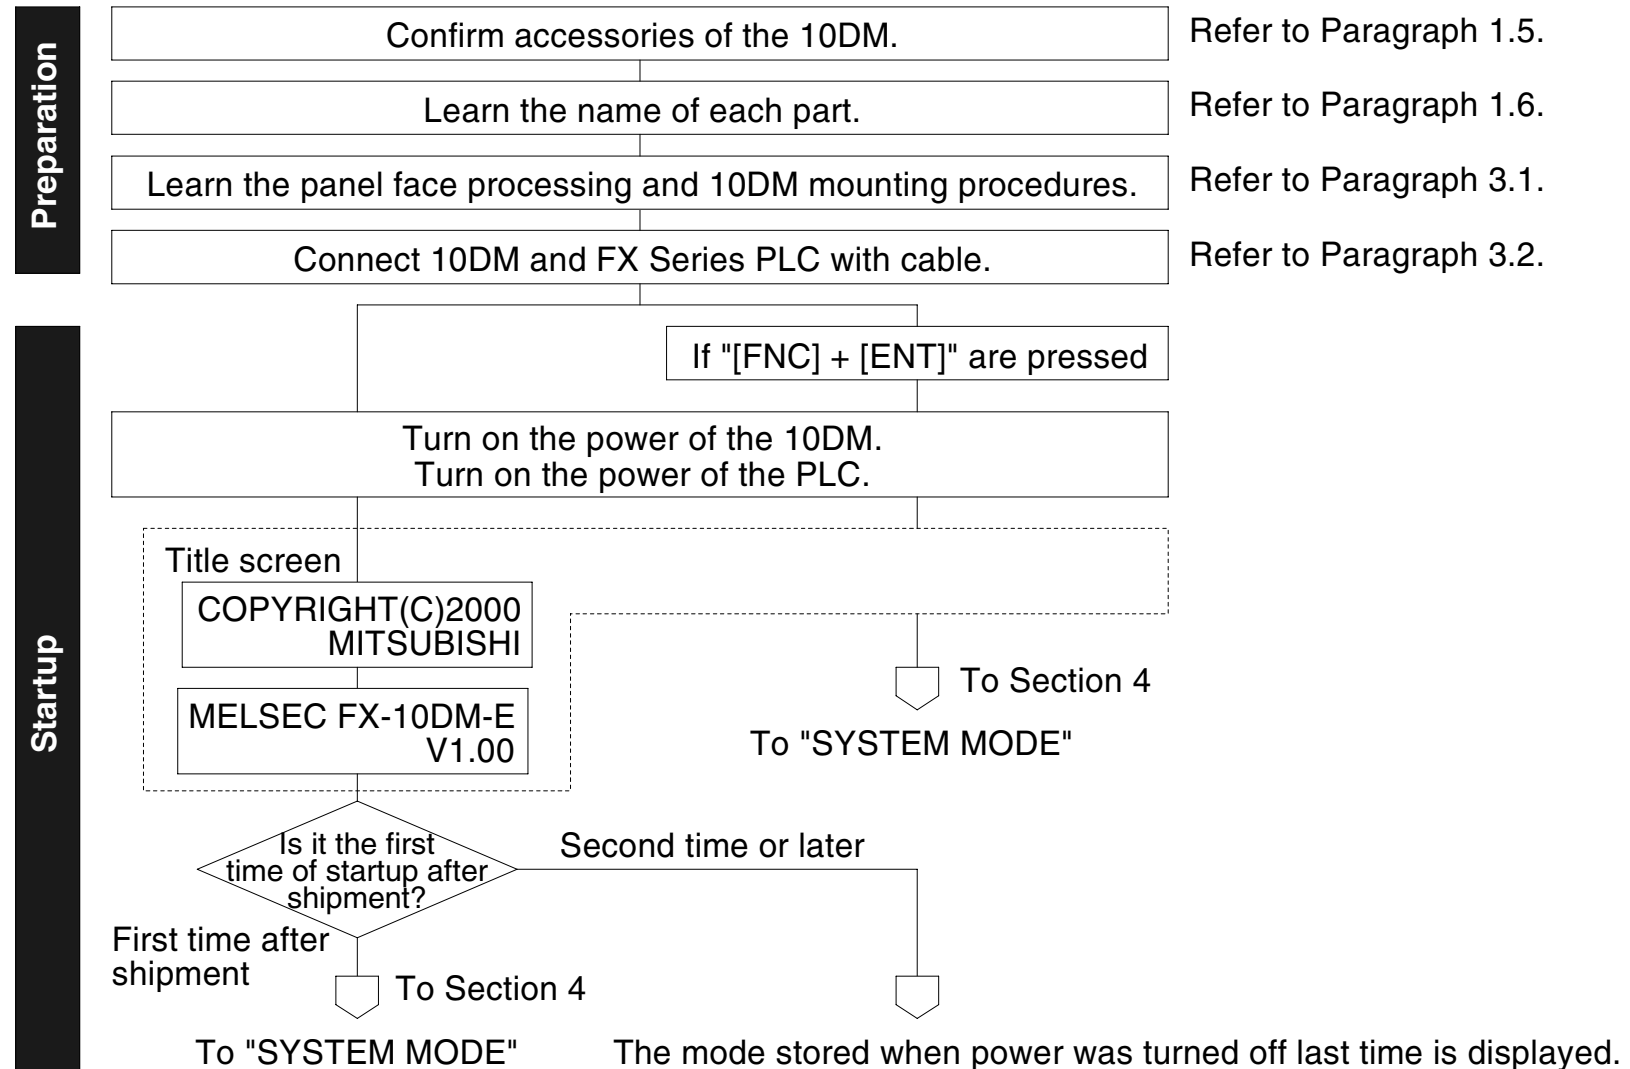 Preparation
Confirm accessories of the 10DM.
Refer to Paragraph 1.5.
Learn the name of each part.
Refer to Paragraph 1.6.
Learn the panel face processing and 10DM mounting procedures.
Refer to Paragraph 3.1.
Connect 10DM and FX Series PLC with cable.
Refer to Paragraph 3.2.
Startup
If "[FNC] + [ENT]" are pressed
Turn on the power of the 10DM.
Turn on the power of the PLC.
Title screen
COPYRIGHT(C)2000
MITSUBISHI
MELSEC FX-10DM-E
V1.00
To Section 4
To "SYSTEM MODE"
Is it the first
time of startup after
shipment?
Second time or later
First time after
shipment
To Section 4
To "SYSTEM MODE"
The mode stored when power was turned off last time is displayed.